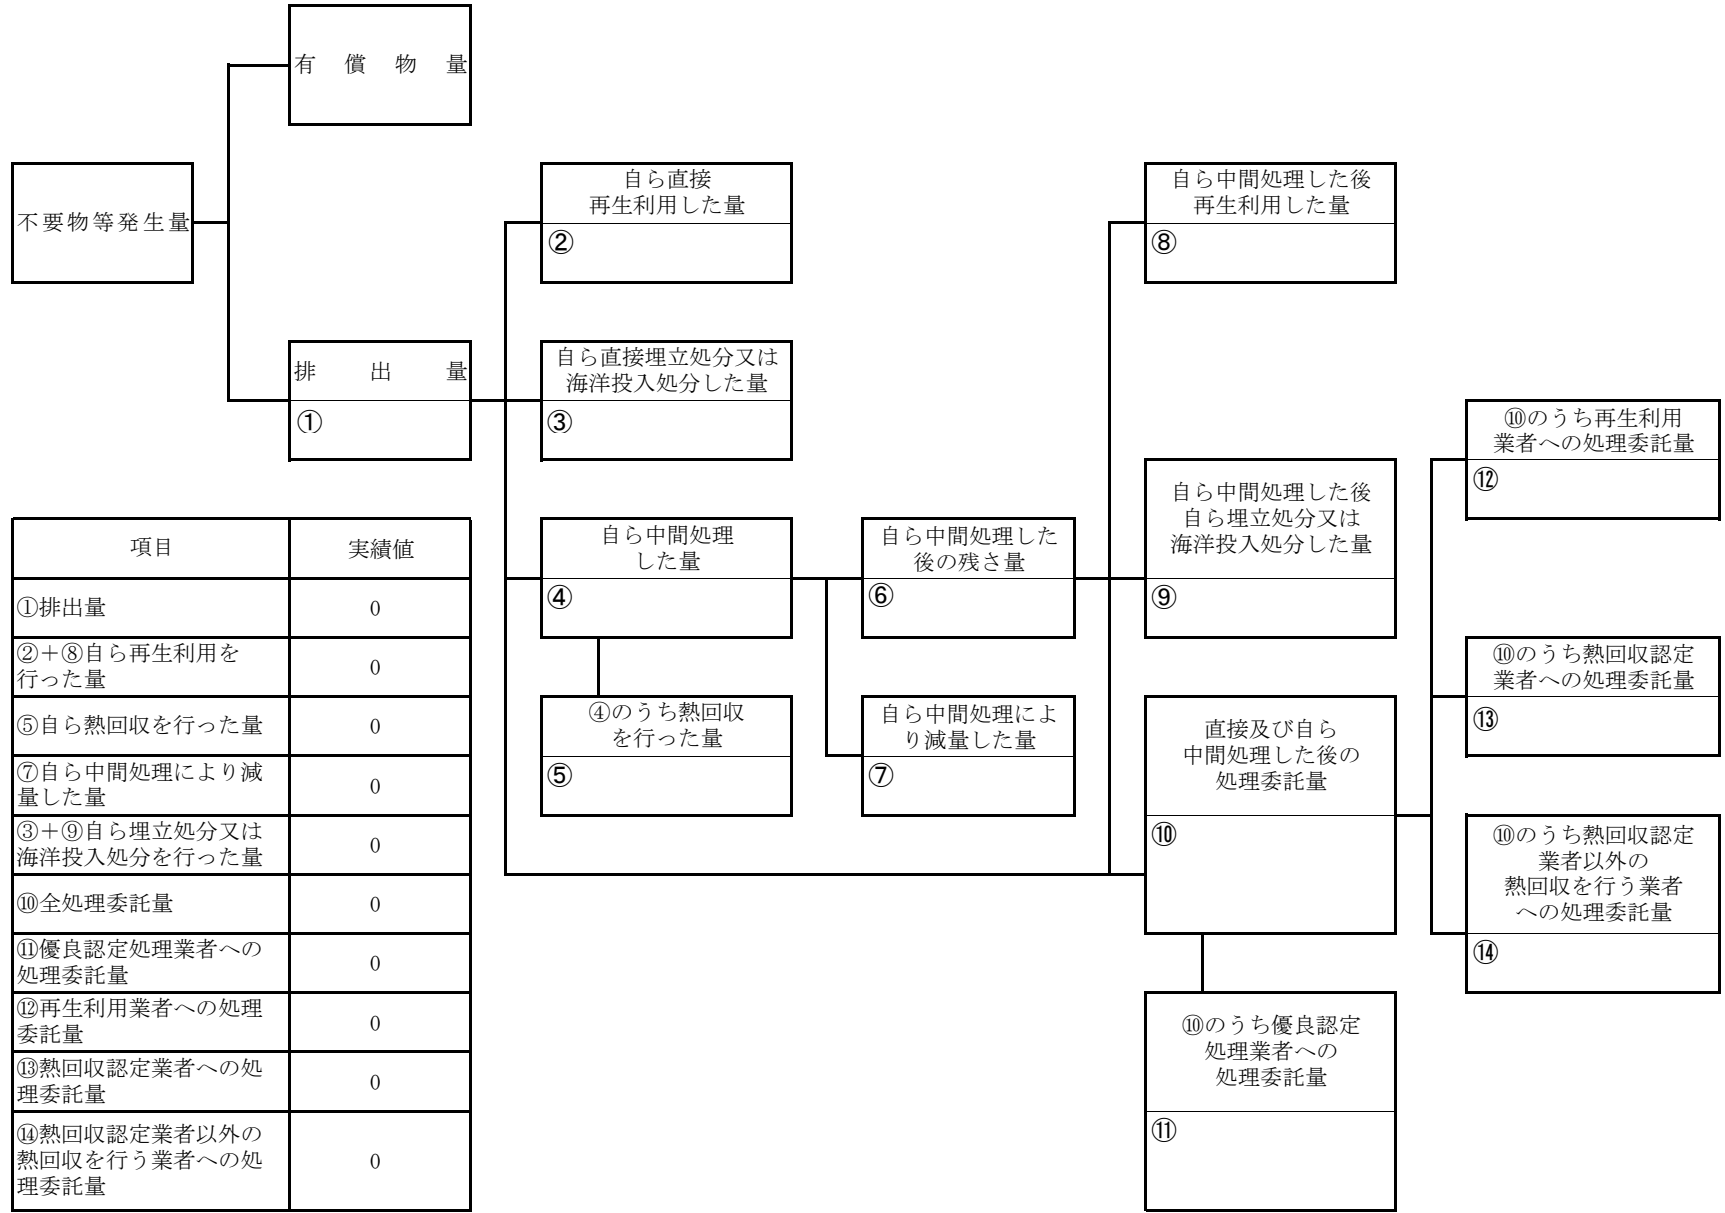 有償物量
不要物等発生量
排出量
①
自ら直接
再生利用した量
②
自ら直接埋立処分又は
海洋投入処分した量
③
自ら中間処理
した量
④
④のうち熱回収
を行った量
⑤
自ら中間処理した
後の残さ量
⑥
自ら中間処理によ
り減量した量
⑦
自ら中間処理した後
再生利用した量
⑧
自ら中間処理した後
自ら埋立処分又は
海洋投入処分した量
⑨
直接及び自ら
中間処理した後の
処理委託量
⑩
⑩のうち優良認定
処理業者への
処理委託量
⑪
⑩のうち再生利用
業者への処理委託量
⑫
⑩のうち熱回収認定
業者への処理委託量
⑬
⑩のうち熱回収認定
業者以外の
熱回収を行う業者
への処理委託量
⑭
項目 実績値
①排出量 0
②+⑧自ら再生利用を
行った量 0
⑤自ら熱回収を行った量 0
⑦自ら中間処理により減
量した量 0
③+⑨自ら埋立処分又は
海洋投入処分を行った量 0
⑩全処理委託量 0
⑪優良認定処理業者への
処理委託量 0
⑫再生利用業者への処理
委託量 0
⑬熱回収認定業者への処
理委託量 0
⑭熱回収認定業者以外の
熱回収を行う業者への処
理委託量 0